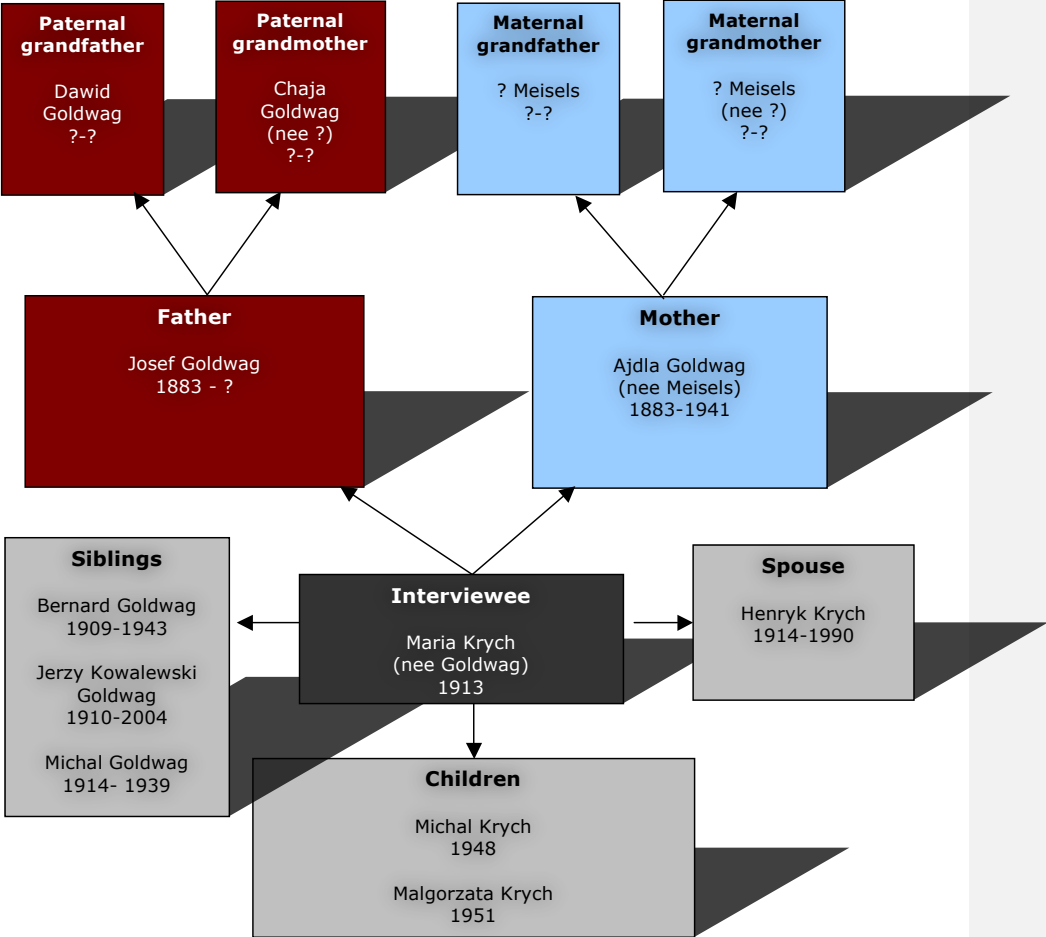 Paternal
grandfather
Dawid
Goldwag
?-?
Paternal
grandmother
Chaja
Goldwag
(nee ?)
?-?
Maternal
grandfather
? Meisels
?-?
Maternal
grandmother
? Meisels
(nee ?)
?-?
Father
Josef Goldwag
1883 - ?
Mother
Ajdla Goldwag
(nee Meisels)
1883-1941
Siblings
Bernard Goldwag
1909-1943
Jerzy Kowalewski
Goldwag
1910-2004
Michal Goldwag
1914- 1939
Interviewee
Maria Krych
(nee Goldwag)
1913
Spouse
Henryk Krych
1914-1990
Children
Michal Krych
1948
Malgorzata Krych
1951